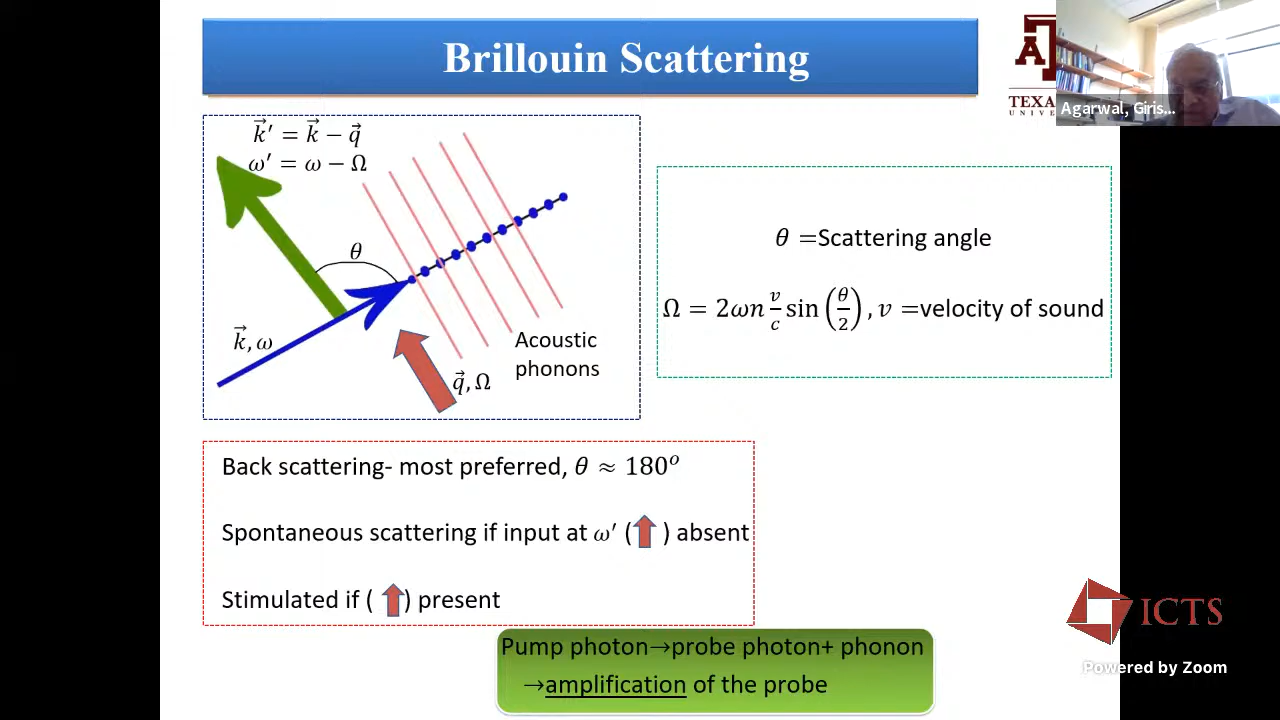 Brillouin Scattering
TEXA
UNIVER
Agarwal, Giris...
k⃗′ = k⃗ − q⃗
ω′ = ω − Ω
θ
k⃗, ω
Acoustic
phonons
q⃗, Ω
θ =Scattering angle
Ω = 2ωn v/c sin (θ/2), v =velocity of sound
Back scattering- most preferred, θ ≈ 180ᵒ
Spontaneous scattering if input at ω′ ( ) absent
Stimulated if ( ) present
Pump photon→probe photon+ phonon
→amplification of the probe
ICTS
Powered by Zoom